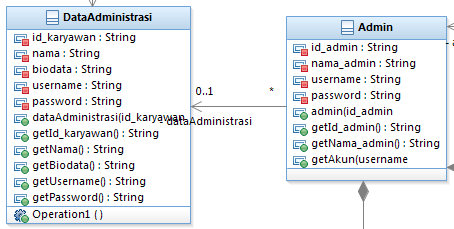 DataAdministrasi
id_karyawan : String
nama : String
biodata : String
username : String
password : String
dataAdministrasi(id_karyawan
getId_karyawan() : String
getNama() : String
getBiodata() : String
getUsername() : String
getPassword() : String
Operation1 ( )
0..1
*
- dataAdministrasi
Admin
id_admin : String
nama_admin : String
username : String
password : String
admin(id_admin
getId_admin() : String
getNama_admin() : String
getAkun(username